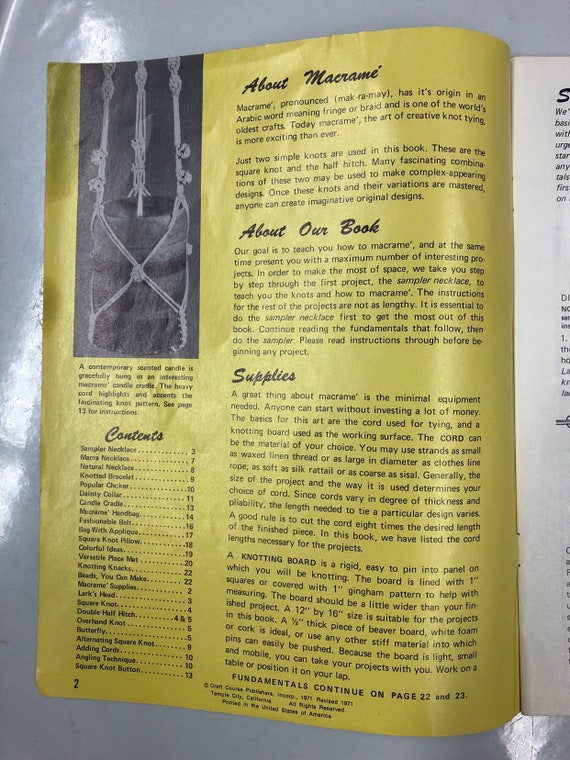 About Macramé
Macrame', pronounced (mak-ra-may), has it's origin in an
Arabic word meaning fringe or braid and is one of the world's
oldest crafts. Today macrame', the art of creative knot tying,
is more exciting than ever.
Just two simple knots are used in this book. These are the
square knot and the half hitch. Many fascinating combina-
tions of these two may be used to make complex-appearing
designs. Once these knots and their variations are mastered,
anyone can create imaginative original designs.
About Our Book
Our goal is to teach you how to macrame', and at the same
time present you with a maximum number of interesting pro-
jects. In order to make the most of space, we take you step
by step through the first project, the sampler necklace, to
teach you the knots and how to macrame'. The instructions
for the rest of the projects are not as lengthy. It is essential to
do the sampler necklace first to get the most out of this
book. Continue reading the fundamentals that follow, then
do the sampler. Please read instructions through before be-
ginning any project.
Supplies
A great thing about macrame' is the minimal equipment
needed. Anyone can start without investing a lot of money.
The basics for this art are the cord used for tying, and a
knotting board used as the working surface. The CORD can
be the material of your choice. You may use strands as small
as waxed linen thread or as large in diameter as clothes line
rope; as soft as silk rattail or as coarse as sisal. Generally, the
size of the project and the way it is used determines your
choice of cord. Since cords vary in degree of thickness and
pliability, the length needed to tie a particular design varies.
A good rule is to cut the cord eight times the desired length
of the finished piece. In this book, we have listed the cord
lengths necessary for the projects.
A KNOTTING BOARD is a rigid, easy to pin into panel on
which you will be knotting. The board is lined with 1"
squares or covered with 1" gingham pattern to help with
measuring. The board should be a little wider than your fin-
ished project. A 12" by 16" size is suitable for the projects
in this book. A ½" thick piece of beaver board, white foam
or cork is ideal, or use any other stiff material into which
pins can easily be pushed. Because the board is light, small
and mobile, you can take your projects with you. Work on a
table or position it on your lap.
FUNDAMENTALS CONTINUE ON PAGE 22 and 23.
A contemporary scented candle is
gracefully hung in an interesting
macrame' candle cradle. The heavy
cord highlights and accents the
fascinating knot pattern. See page
13 for instructions.
Contents
Sampler Necklace 3
Macra Necklace 7
Natural Necklace 8
Knotted Bracelet 9
Popular Choker 10
Dainty Collar 11
Candle Cradle 13
Macrame' Handbag 14
Fashionable Belt 16
Bag With Applique 17
Square Knot Pillow 18
Colorful Ideas 19
Versatile Place Mat 20
Knotting Knacks 22
Beads, You Can Make 22
Macrame' Supplies 2
Lark's Head 3
Square Knot 4
Double Half Hitch 4 & 5
Overhand Knot 5
Butterfly 5
Alternating Square Knot 9
Adding Cords 10
Angling Technique 10
Square Knot Button 13
2
© Craft Course Publishers, Incorp., 1971 Revised 1971
Temple City, California All Rights Reserved
Printed in the United States of America
S
We'
basi
with
urge
star
any
tals
firs
on
DI
NO
sam
ins
1.
the
ho
La
kn
lac